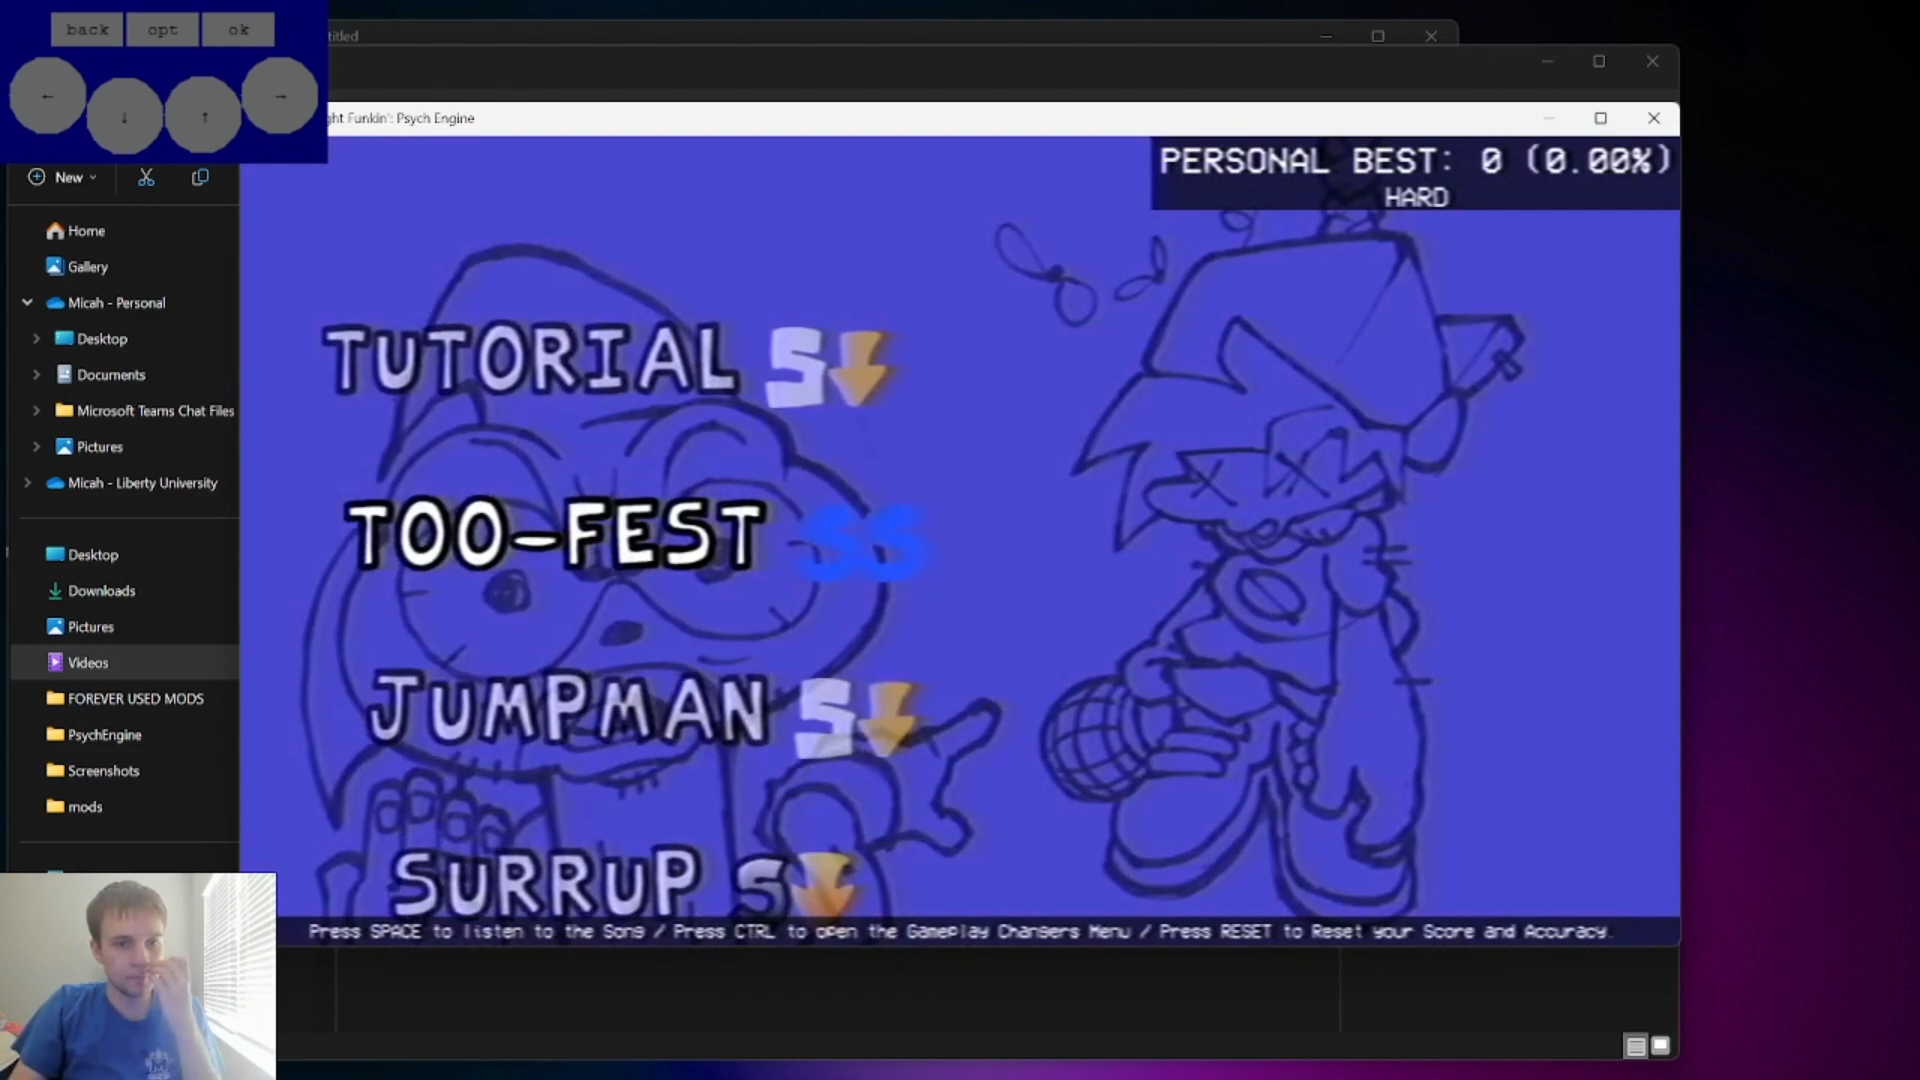 back opt ok
← ↓ ↑ →
titled
ght Funkin': Psych Engine
New
Home
Gallery
Micah - Personal
Desktop
Documents
Microsoft Teams Chat Files
Pictures
Micah - Liberty University
Desktop
Downloads
Pictures
Videos
FOREVER USED MODS
PsychEngine
Screenshots
mods
PERSONAL BEST: 0 (0.00%)
HARD
TUTORIAL S
TOO-FEST SS
JUMPMAN S
SURRUP S
Press SPACE to listen to the Song / Press CTRL to open the Gameplay Changers Menu / Press RESET to Reset your Score and Accuracy.